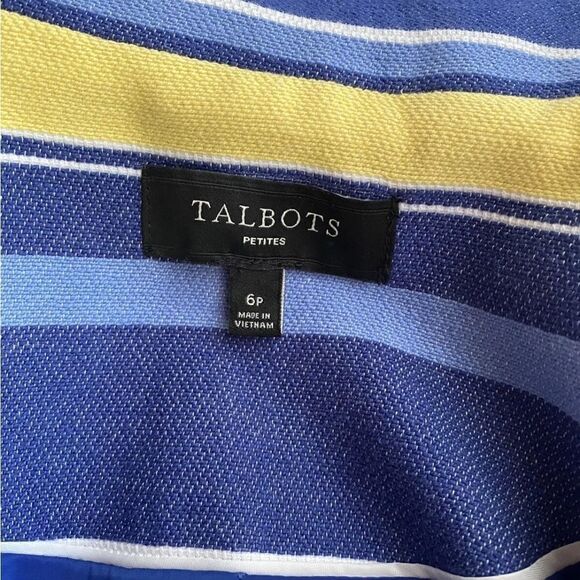 TALBOTS
PETITES
6P
MADE IN
VIETNAM